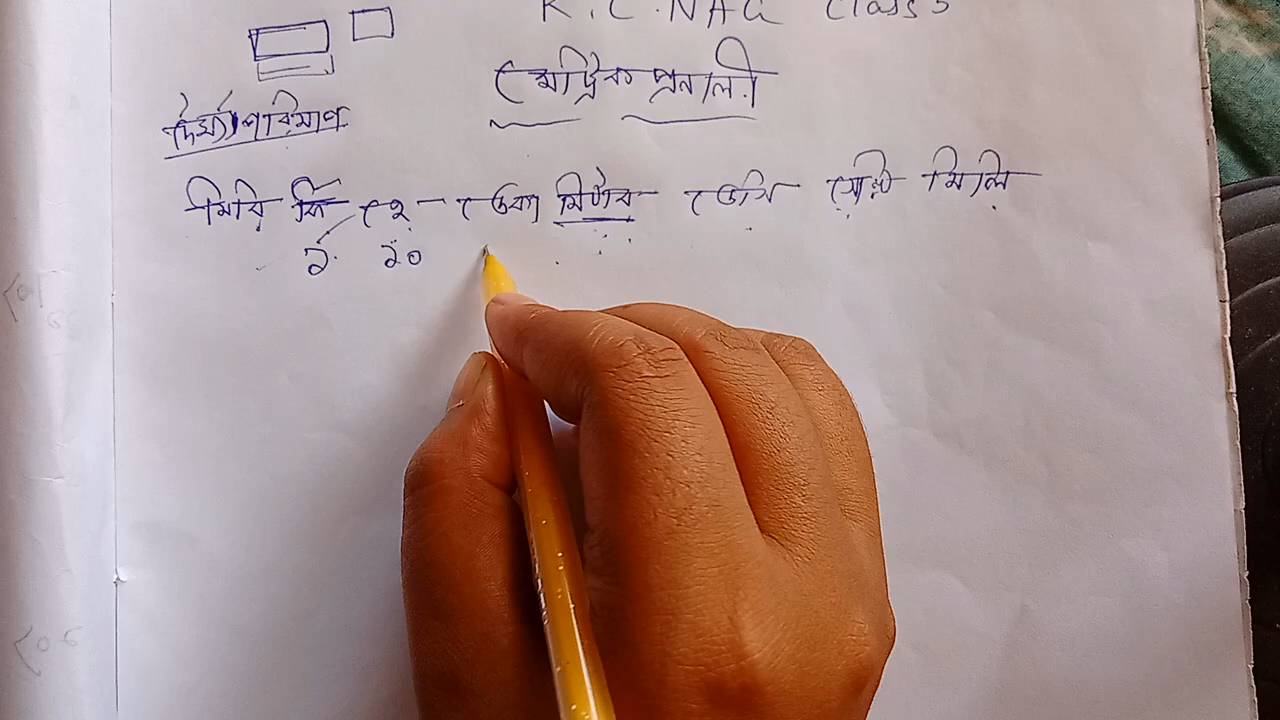 K.C.NAG Class 5
মেট্রিক প্রনালী
দৈর্ঘ্য পরিমাপ
মিরি কি হে ডেকা মিটার ডেসি সেন্টি মিলি
১ ১০